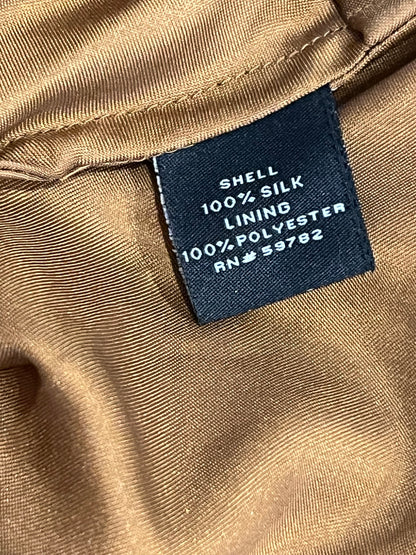 SHELL
100% SILK
LINING
100% POLYESTER
RN# 59782